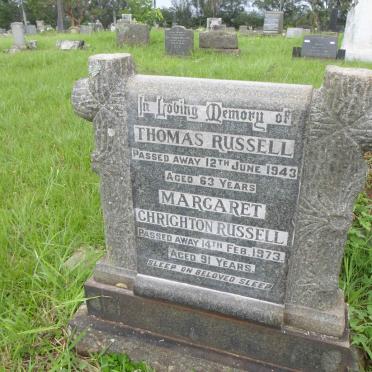 In Loving Memory of
THOMAS RUSSELL
PASSED AWAY 12TH JUNE 1943
AGED 63 YEARS
MARGARET
CHRIGHTON RUSSELL
PASSED AWAY 14TH FEB. 1973.
AGED 91 YEARS.
SLEEP ON BELOVED SLEEP